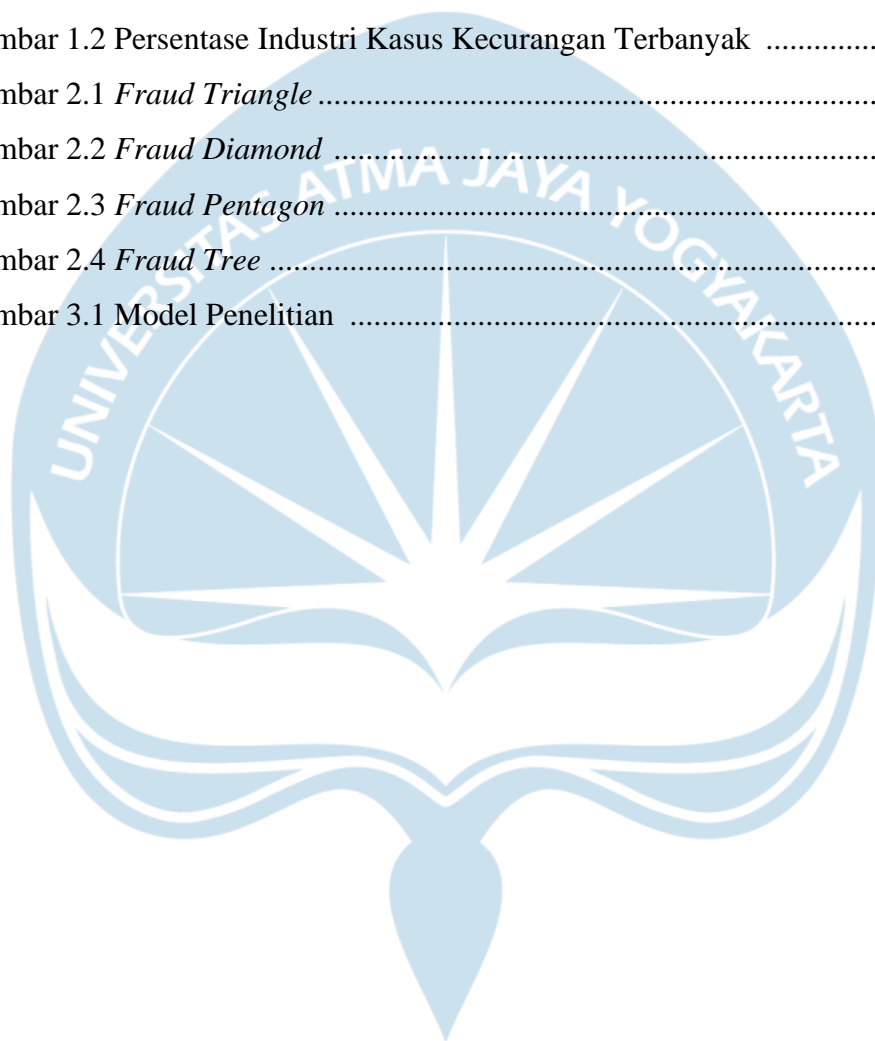 mbar 1.2 Persentase Industri Kasus Kecurangan Terbanyak ................
mbar 2.1 Fraud Triangle ........................................................................
mbar 2.2 Fraud Diamond ......................................................................
mbar 2.3 Fraud Pentagon ......................................................................
mbar 2.4 Fraud Tree ..............................................................................
mbar 3.1 Model Penelitian ....................................................................
UNIVERSITAS ATMA JAYA YOGYAKARTA